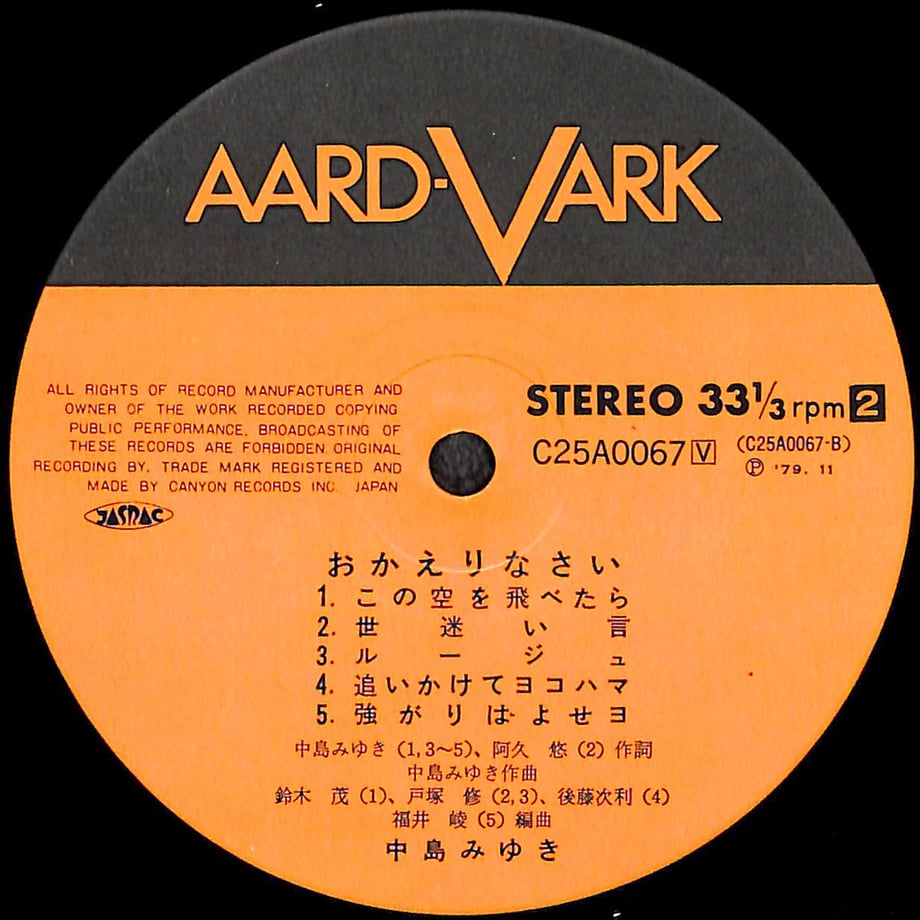 AARD-VARK
ALL RIGHTS OF RECORD MANUFACTURER AND
OWNER OF THE WORK RECORDED COPYING
PUBLIC PERFORMANCE, BROADCASTING OF
THESE RECORDS ARE FORBIDDEN ORIGINAL
RECORDING BY, TRADE MARK REGISTERED AND
MADE BY CANYON RECORDS INC. JAPAN
JASRAC
STEREO 33 1/3 rpm 2
C25A0067 V (C25A0067-B)
Ⓟ '79. 11
おかえりなさい
1. この空を飛べたら
2. 世迷い言
3. ルージュ
4. 追いかけてヨコハマ
5. 強がりはよせヨ
中島みゆき (1,3〜5)、阿久 悠 (2) 作詞
中島みゆき作曲
鈴木 茂 (1)、戸塚 修 (2,3)、後藤次利 (4)
福井 峻 (5) 編曲
中島みゆき